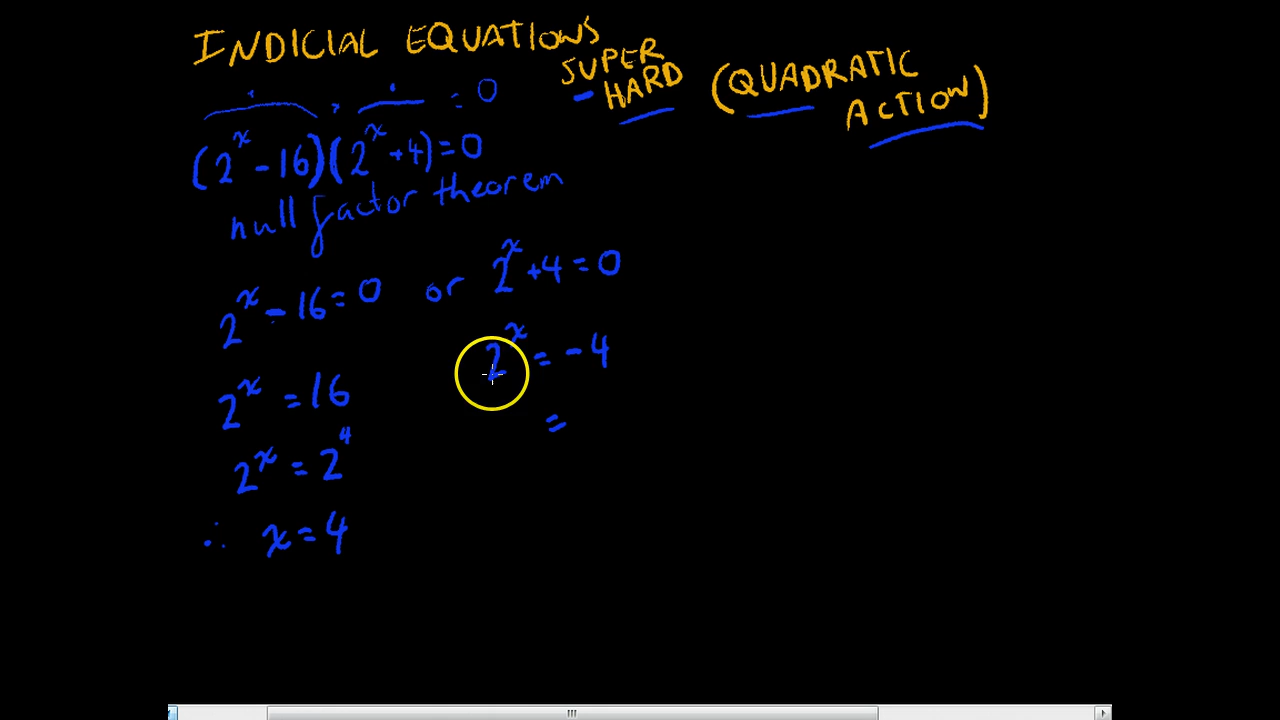 INDICIAL EQUATIONS
SUPER HARD (QUADRATIC ACTION)
· × · = 0
(2^x - 16)(2^x + 4) = 0
null factor theorem
2^x - 16 = 0 or 2^x + 4 = 0
2^x = 16 2^x = -4
2^x = 2^4 =
∴ x = 4